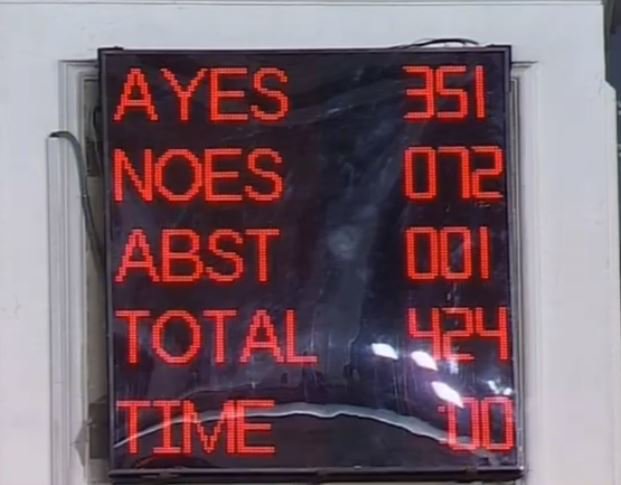 AYES 351
NOES 072
ABST 001
TOTAL 424
TIME :00